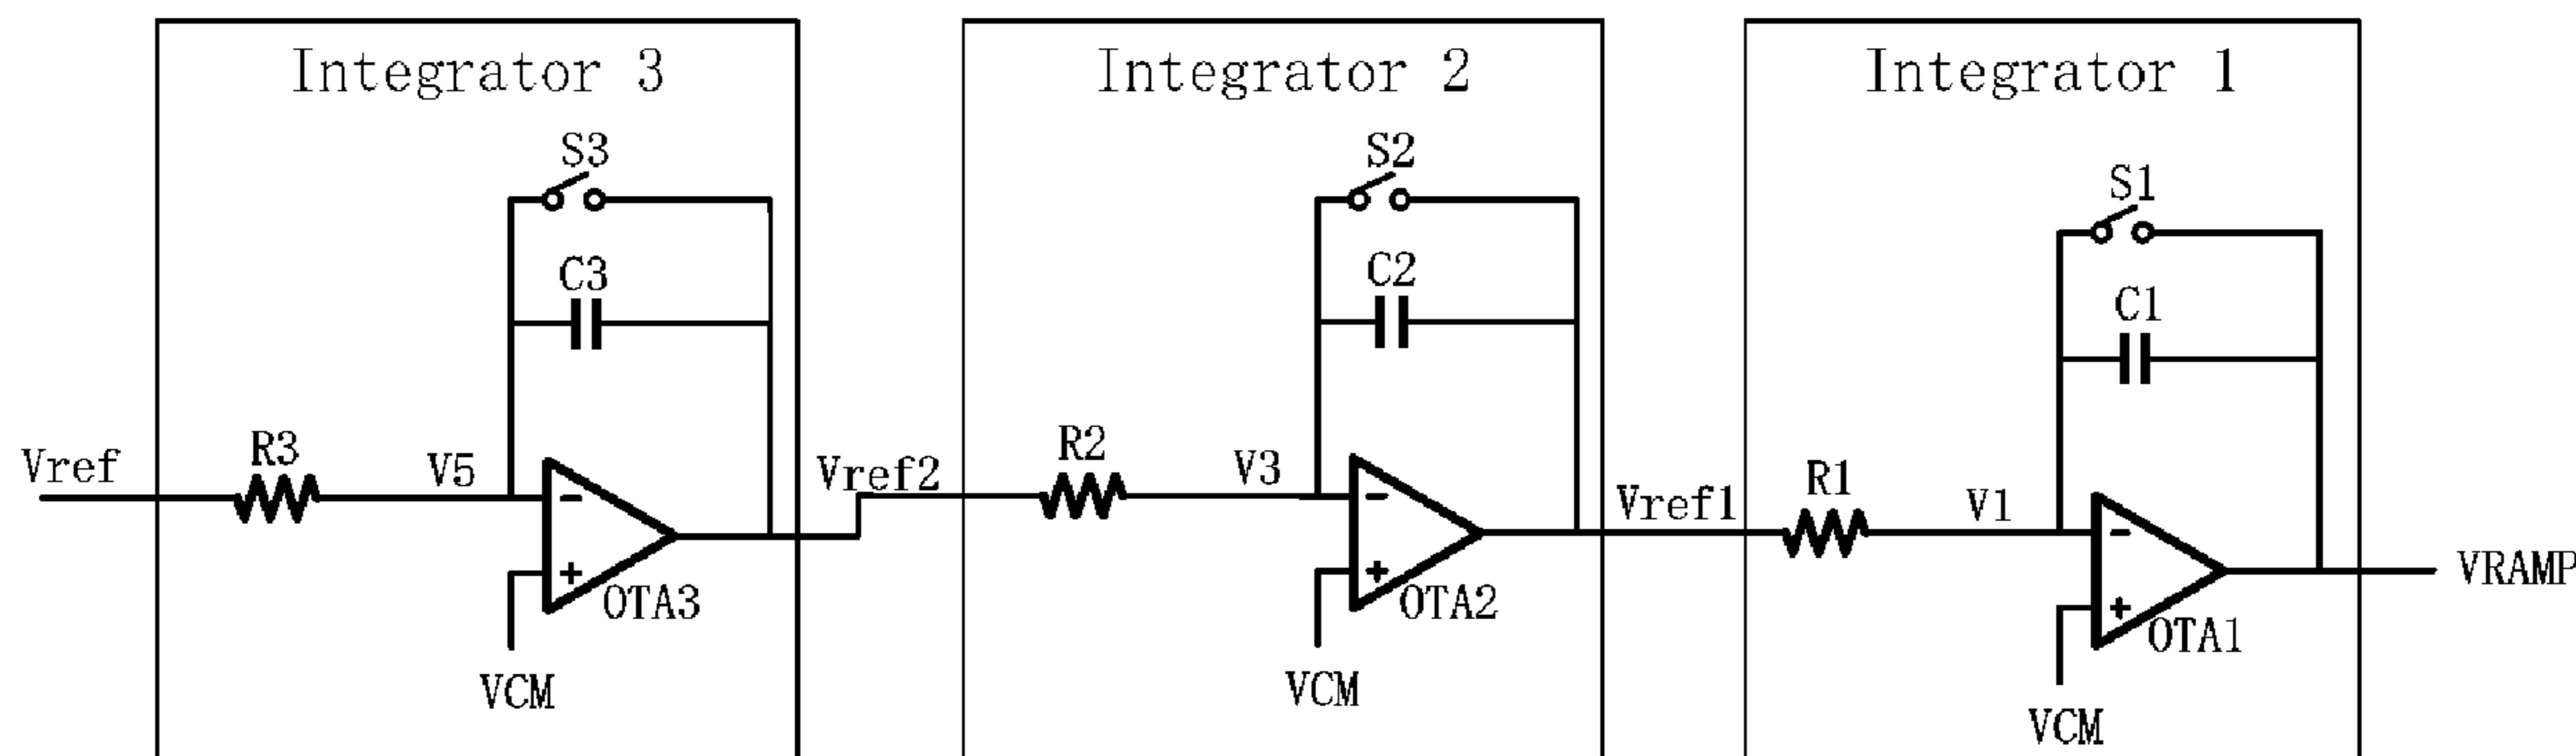 Integrator 3
Integrator 2
Integrator 1
S3
S2
S1
C3
C2
C1
Vref
R3
V5
Vref2
R2
V3
Vref1
R1
V1
OTA3
OTA2
OTA1
VRAMP
VCM
VCM
VCM